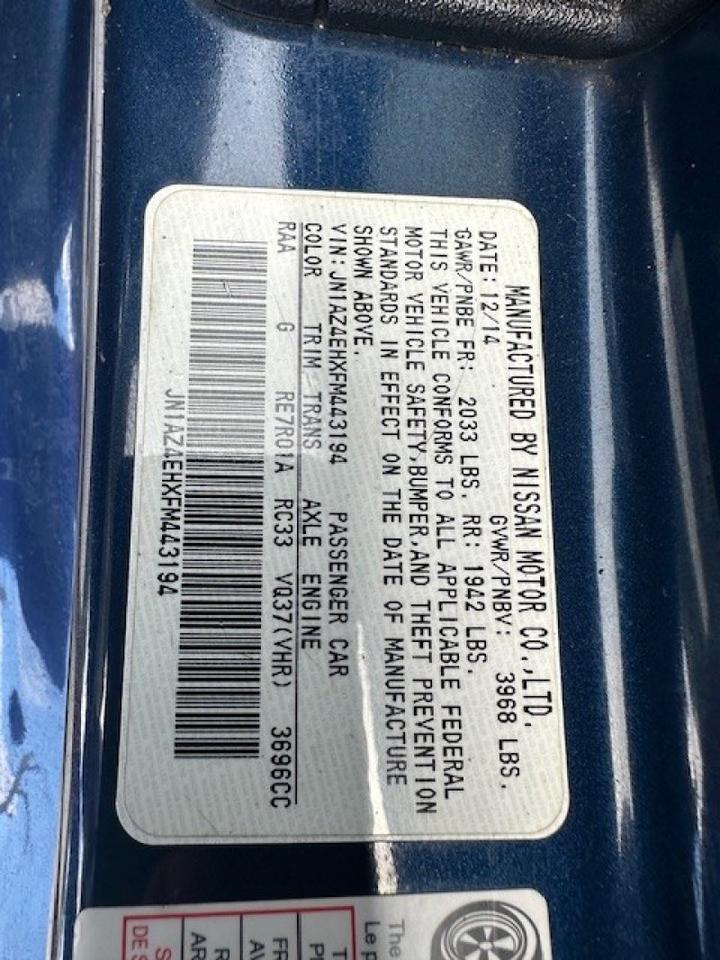 MANUFACTURED BY NISSAN MOTOR CO.,LTD.
DATE: 12/14 GVWR/PNBV: 3968 LBS.
GAWR/PNBE FR: 2033 LBS. RR: 1942 LBS.
THIS VEHICLE CONFORMS TO ALL APPLICABLE FEDERAL
MOTOR VEHICLE SAFETY,BUMPER,AND THEFT PREVENTION
STANDARDS IN EFFECT ON THE DATE OF MANUFACTURE
SHOWN ABOVE.
VIN:JN1AZ4EHXFM443194 PASSENGER CAR
COLOR TRIM TRANS AXLE ENGINE
RAA G RE7R01A RC33 VQ37(VHR) 3696CC
JN1AZ4EHXFM443194
The
Le p